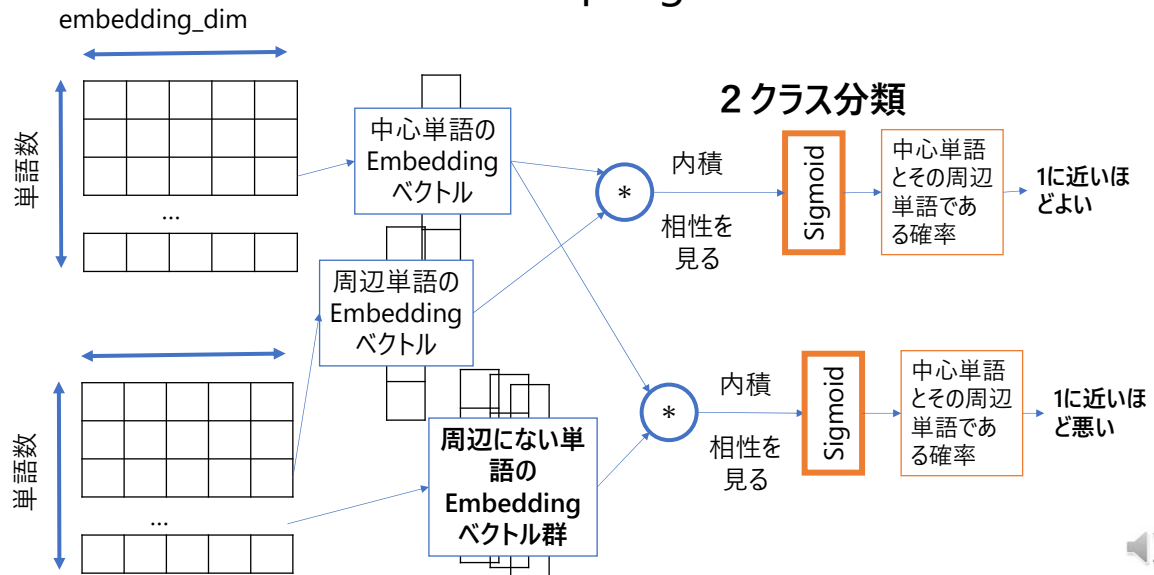 embedding_dim
単語数
...
中心単語の
Embedding
ベクトル
周辺単語の
Embedding
ベクトル
2 クラス分類
*
内積
相性を
見る
Sigmoid
中心単語
とその周辺
単語であ
る確率
1に近いほ
どよい
単語数
...
周辺にない単
語の
Embedding
ベクトル群
*
内積
相性を
見る
Sigmoid
中心単語
とその周辺
単語であ
る確率
1に近いほ
ど悪い